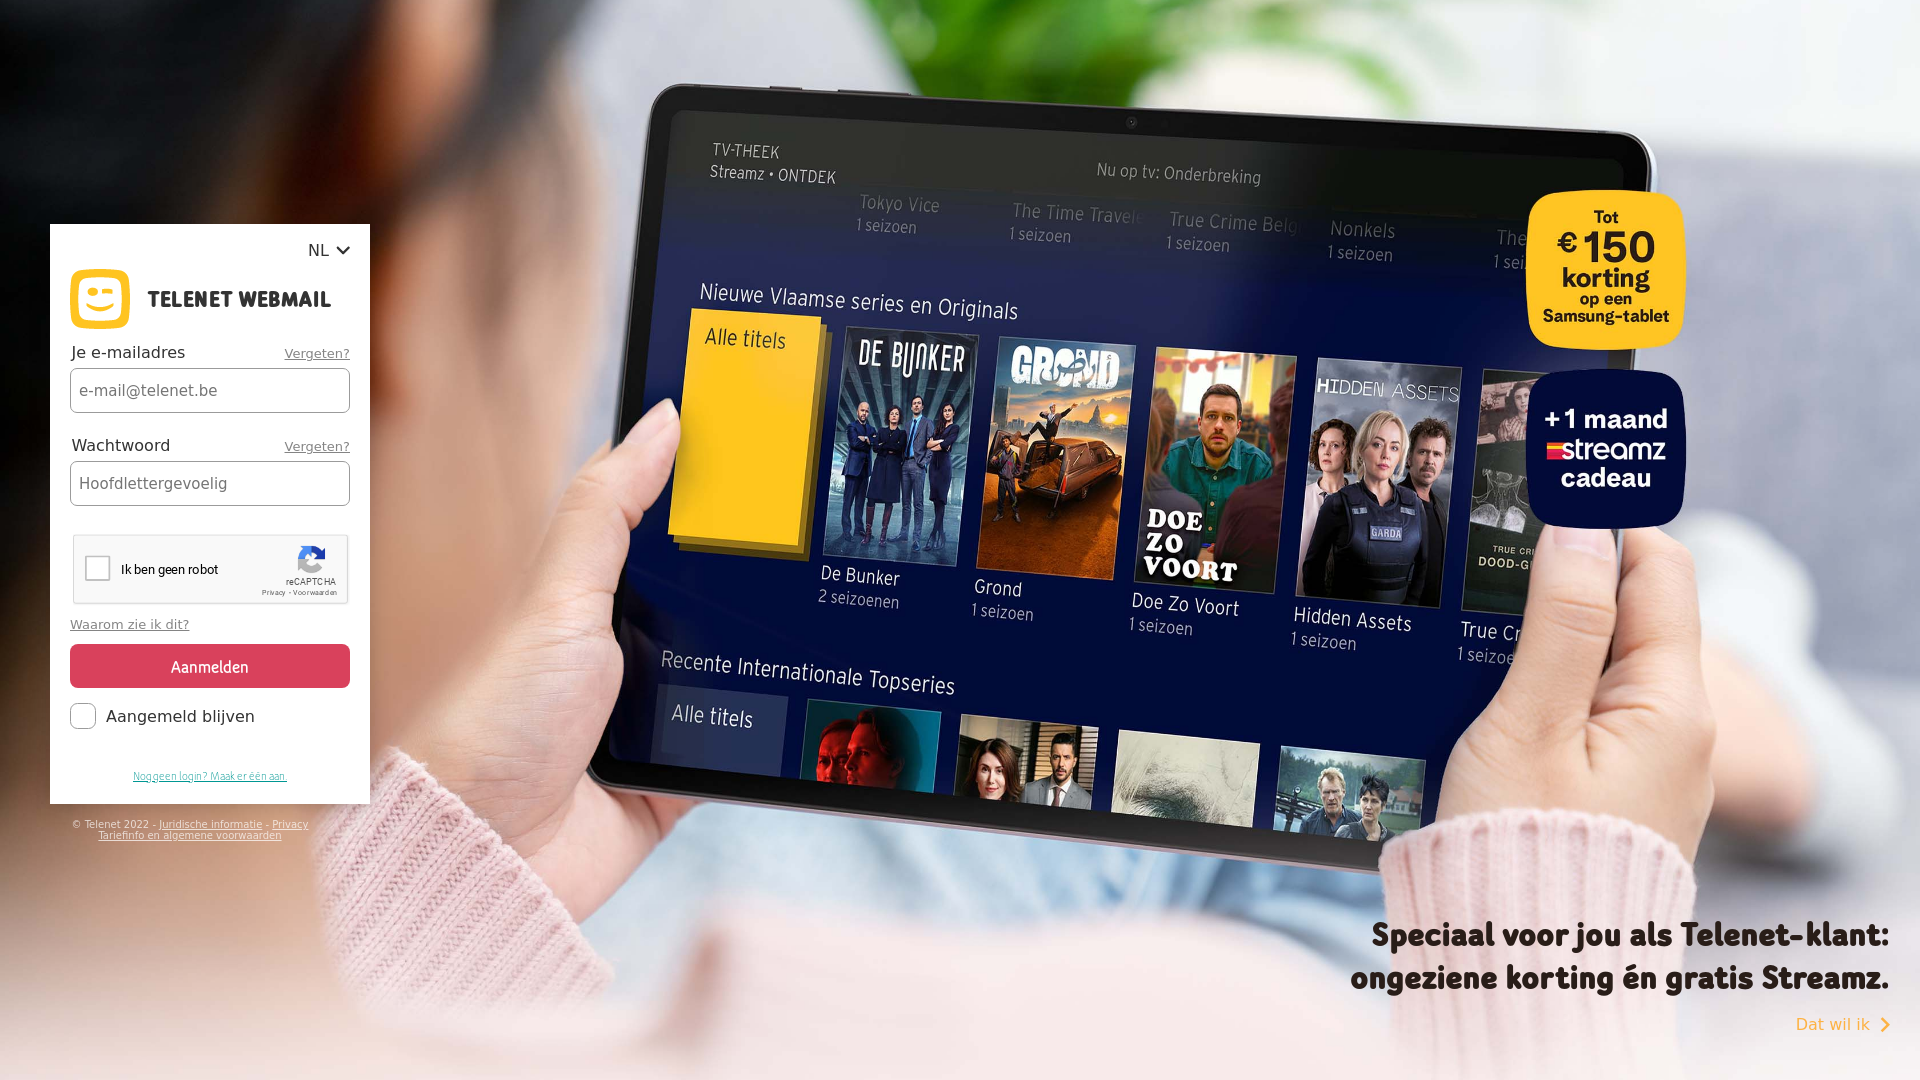 NL
TELENET WEBMAIL
Je e-mailadres
Vergeten?
e-mail@telenet.be
Wachtwoord
Vergeten?
Hoofdlettergevoelig
Ik ben geen robot
reCAPTCHA
Privacy - Voorwaarden
Waarom zie ik dit?
Aanmelden
Aangemeld blijven
Nog geen login? Maak er één aan.
© Telenet 2022 - Juridische informatie - Privacy
Tariefinfo en algemene voorwaarden
TV-THEEK
Streamz • ONTDEK
Nu op tv: Onderbreking
Tokyo Vice
1 seizoen
The Time Travele
1 seizoen
True Crime Belgi
1 seizoen
Nonkels
1 seizoen
The
1 sei
Nieuwe Vlaamse series en Originals
Alle titels
DE BUNKER
GROND
DOE
ZO
VOORT
HIDDEN ASSETS
GARDA
TRUE CRI
DOOD-G
De Bunker
2 seizoenen
Grond
1 seizoen
Doe Zo Voort
1 seizoen
Hidden Assets
1 seizoen
True Cr
1 seizoe
Recente Internationale Topseries
Alle titels
Tot
€ 150
korting
op een
Samsung-tablet
+1 maand
streamz
cadeau
Speciaal voor jou als Telenet-klant:
ongeziene korting én gratis Streamz.
Dat wil ik